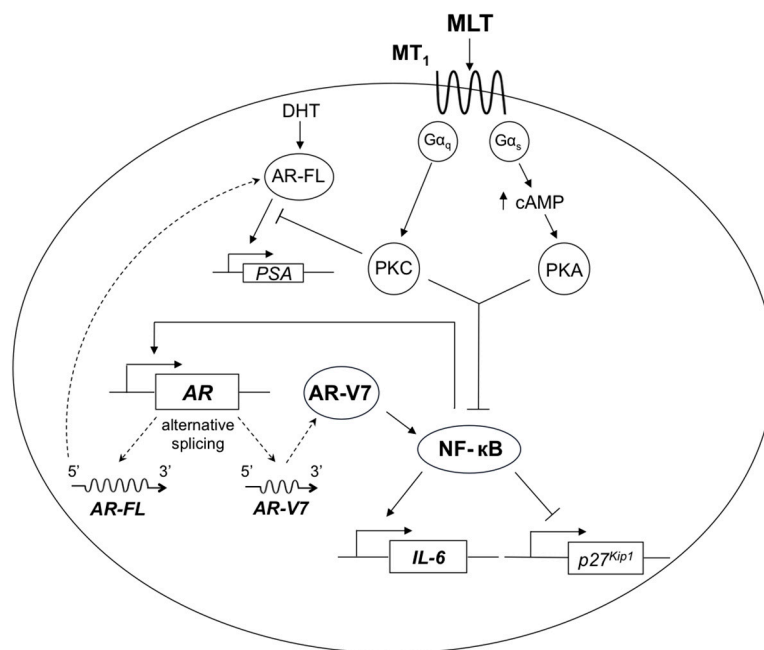 MLT
MT₁
DHT
Gαq
Gαs
AR-FL
↑ cAMP
PSA
PKC
PKA
AR
AR-V7
alternative
splicing
NF-κB
5’ 3’
5’ 3’
AR-FL
AR-V7
IL-6
p27Kip1